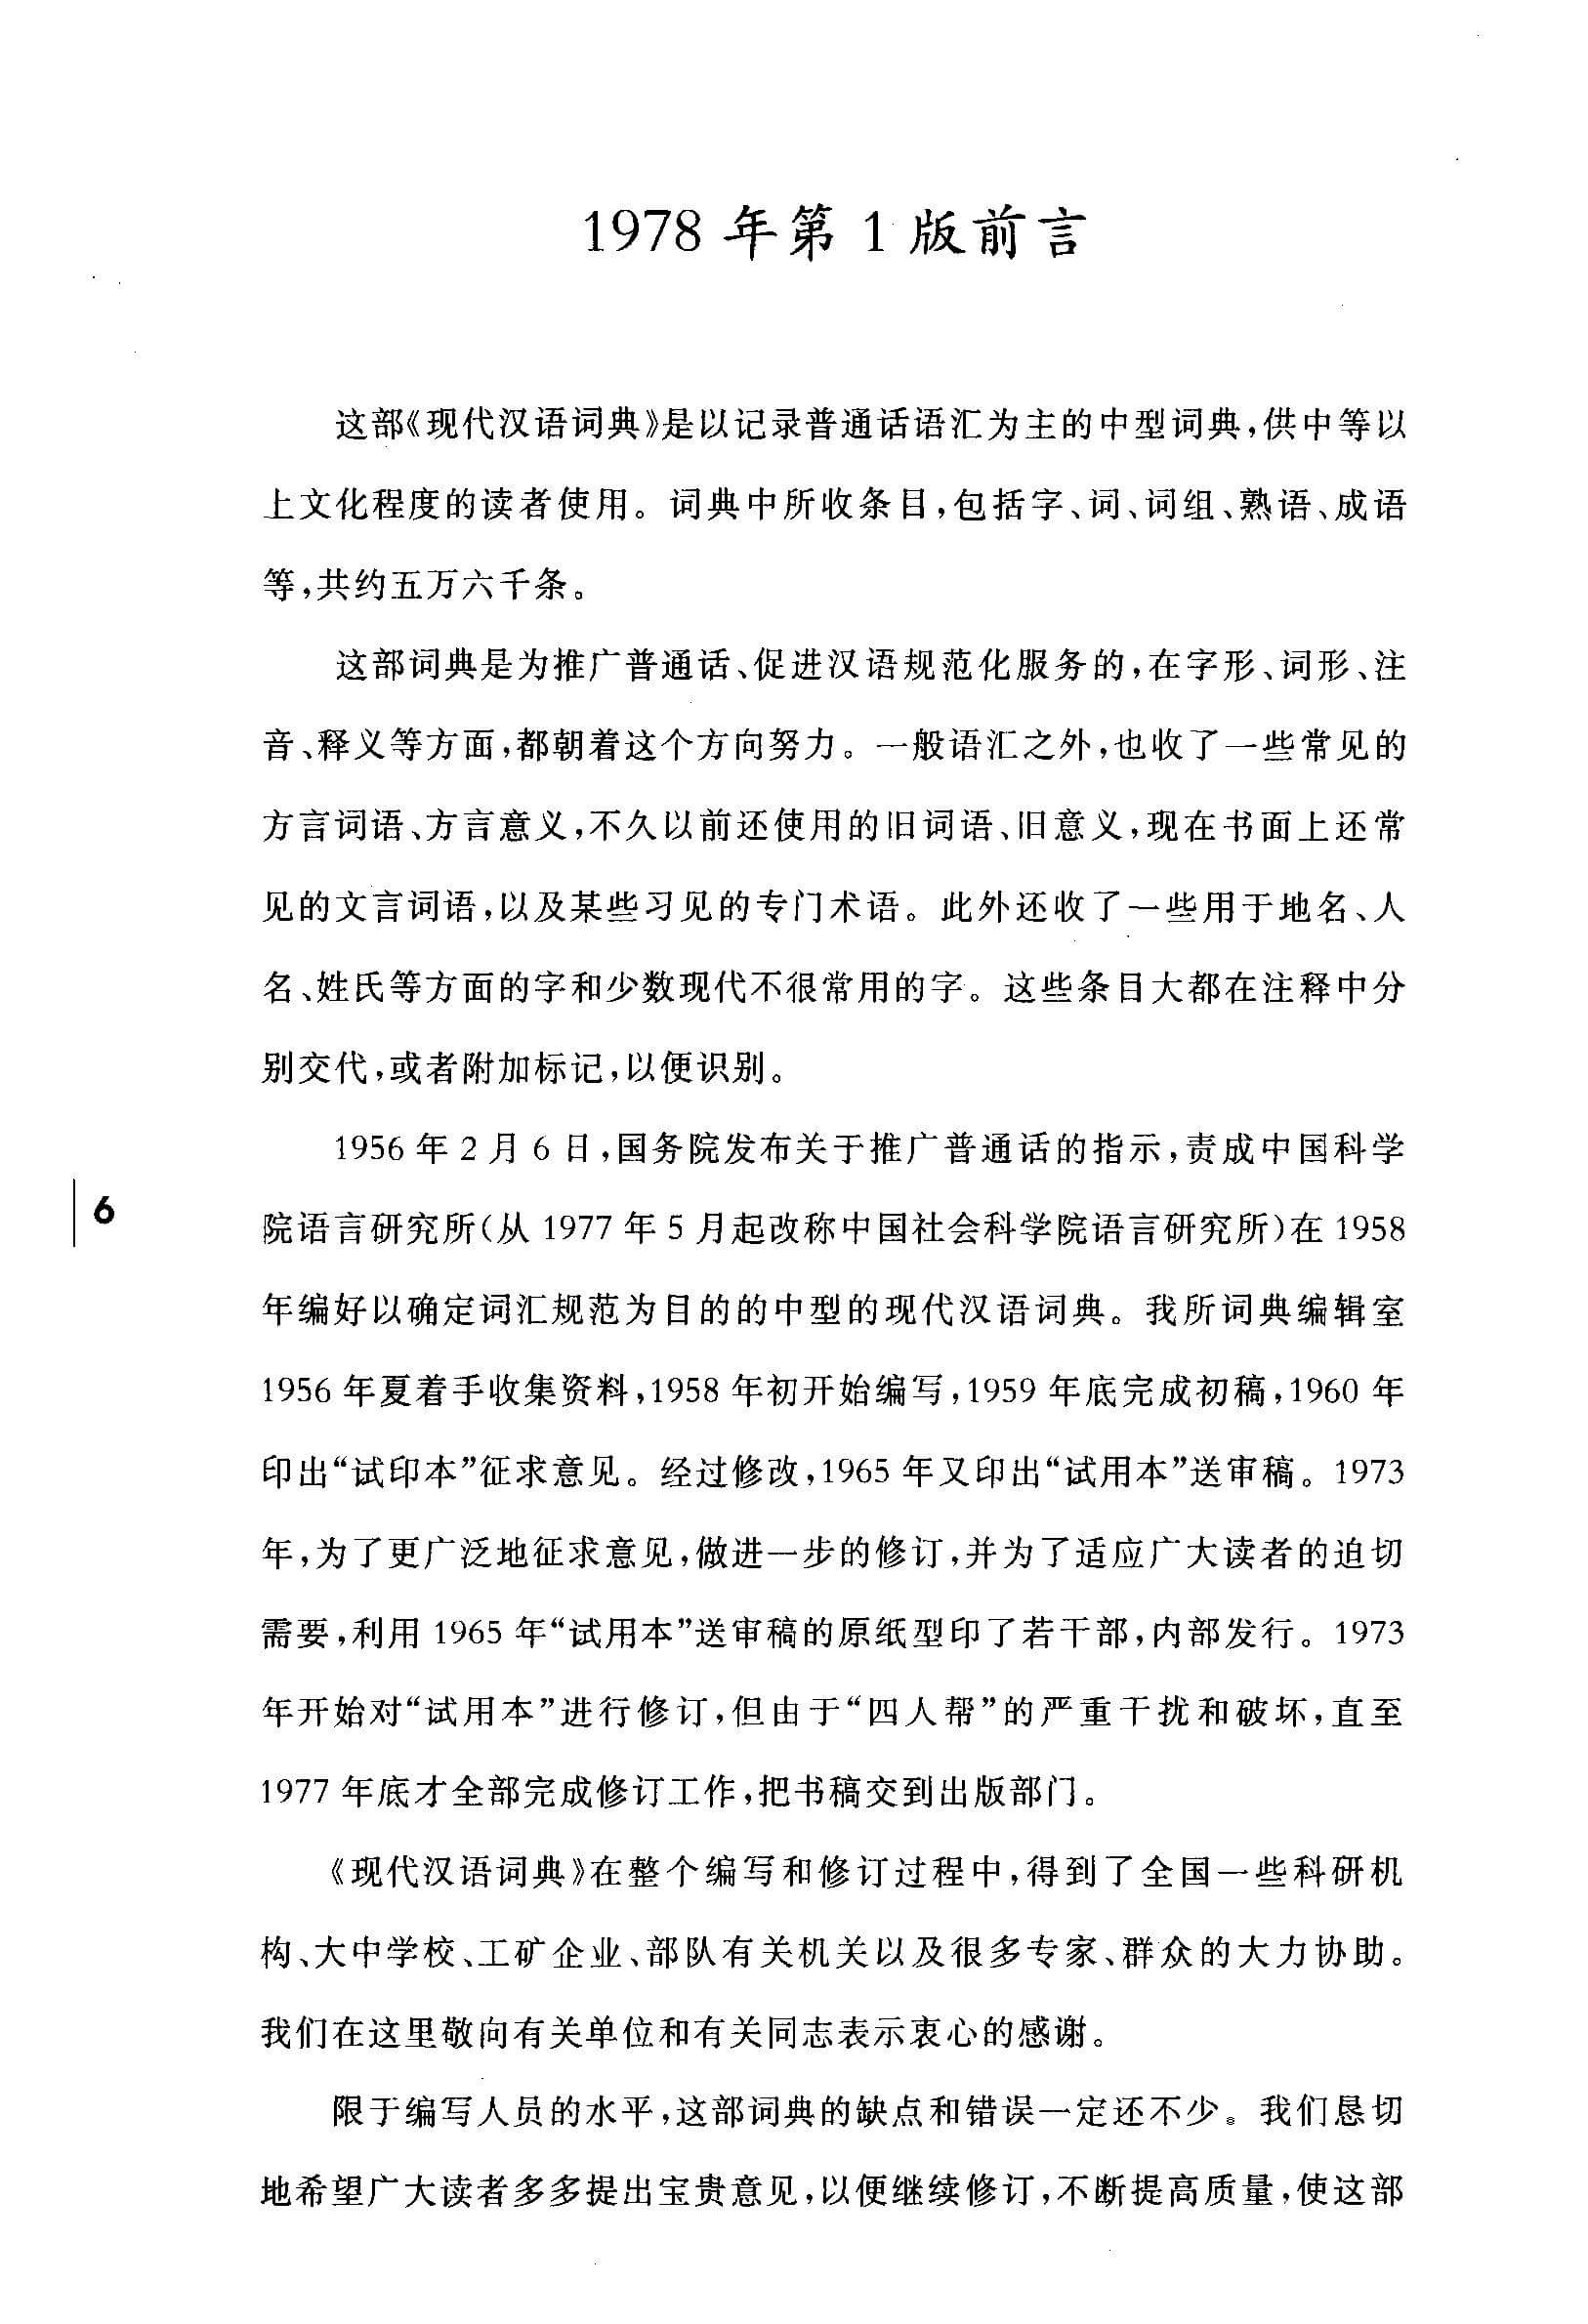 1978 年第 1 版前言
这部《现代汉语词典》是以记录普通话语汇为主的中型词典,供中等以
上文化程度的读者使用。词典中所收条目,包括字、词、词组、熟语、成语
等,共约五万六千条。
这部词典是为推广普通话、促进汉语规范化服务的,在字形、词形、注
音、释义等方面,都朝着这个方向努力。一般语汇之外,也收了一些常见的
方言词语、方言意义,不久以前还使用的旧词语、旧意义,现在书面上还常
见的文言词语,以及某些习见的专门术语。此外还收了一些用于地名、人
名、姓氏等方面的字和少数现代不很常用的字。这些条目大都在注释中分
别交代,或者附加标记,以便识别。
1956 年 2 月 6 日,国务院发布关于推广普通话的指示,责成中国科学
院语言研究所(从 1977 年 5 月起改称中国社会科学院语言研究所)在 1958
年编好以确定词汇规范为目的的中型的现代汉语词典。我所词典编辑室
1956 年夏着手收集资料,1958 年初开始编写,1959 年底完成初稿,1960 年
印出“试印本”征求意见。经过修改,1965 年又印出“试用本”送审稿。1973
年,为了更广泛地征求意见,做进一步的修订,并为了适应广大读者的迫切
需要,利用 1965 年“试用本”送审稿的原纸型印了若干部,内部发行。1973
年开始对“试用本”进行修订,但由于“四人帮”的严重干扰和破坏,直至
1977 年底才全部完成修订工作,把书稿交到出版部门。
《现代汉语词典》在整个编写和修订过程中,得到了全国一些科研机
构、大中学校、工矿企业、部队有关机关以及很多专家、群众的大力协助。
我们在这里敬向有关单位和有关同志表示衷心的感谢。
限于编写人员的水平,这部词典的缺点和错误一定还不少。我们恳切
地希望广大读者多多提出宝贵意见,以便继续修订,不断提高质量,使这部
6